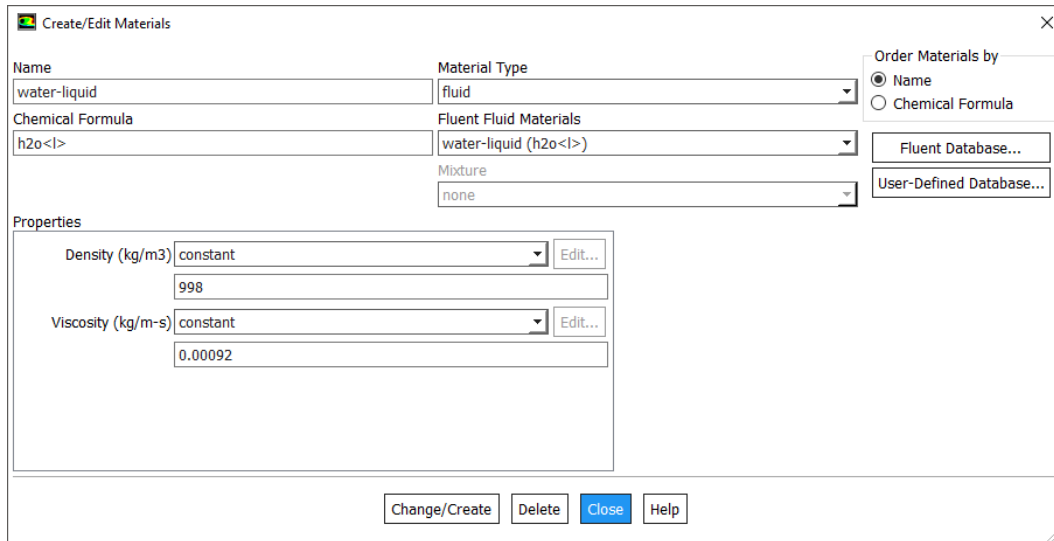 Create/Edit Materials
Name
water-liquid
Chemical Formula
h2o<l>
Material Type
fluid
Fluent Fluid Materials
water-liquid (h2o<l>)
Mixture
none
Order Materials by
Name
Chemical Formula
Fluent Database...
User-Defined Database...
Properties
Density (kg/m3) constant Edit...
998
Viscosity (kg/m-s) constant Edit...
0.00092
Change/Create Delete Close Help